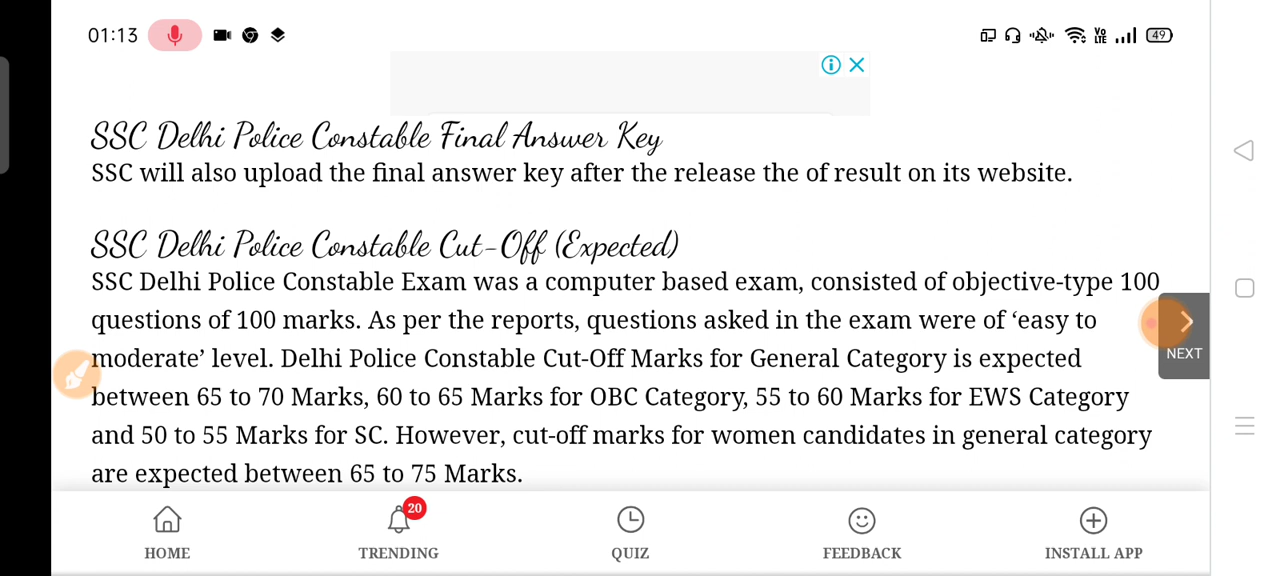 01:13
Vo LTE
49
SSC Delhi Police Constable Final Answer Key
SSC will also upload the final answer key after the release the of result on its website.
SSC Delhi Police Constable Cut-Off (Expected)
SSC Delhi Police Constable Exam was a computer based exam, consisted of objective-type 100
questions of 100 marks. As per the reports, questions asked in the exam were of ‘easy to
moderate’ level. Delhi Police Constable Cut-Off Marks for General Category is expected
between 65 to 70 Marks, 60 to 65 Marks for OBC Category, 55 to 60 Marks for EWS Category
and 50 to 55 Marks for SC. However, cut-off marks for women candidates in general category
are expected between 65 to 75 Marks.
NEXT
20
HOME
TRENDING
QUIZ
FEEDBACK
INSTALL APP